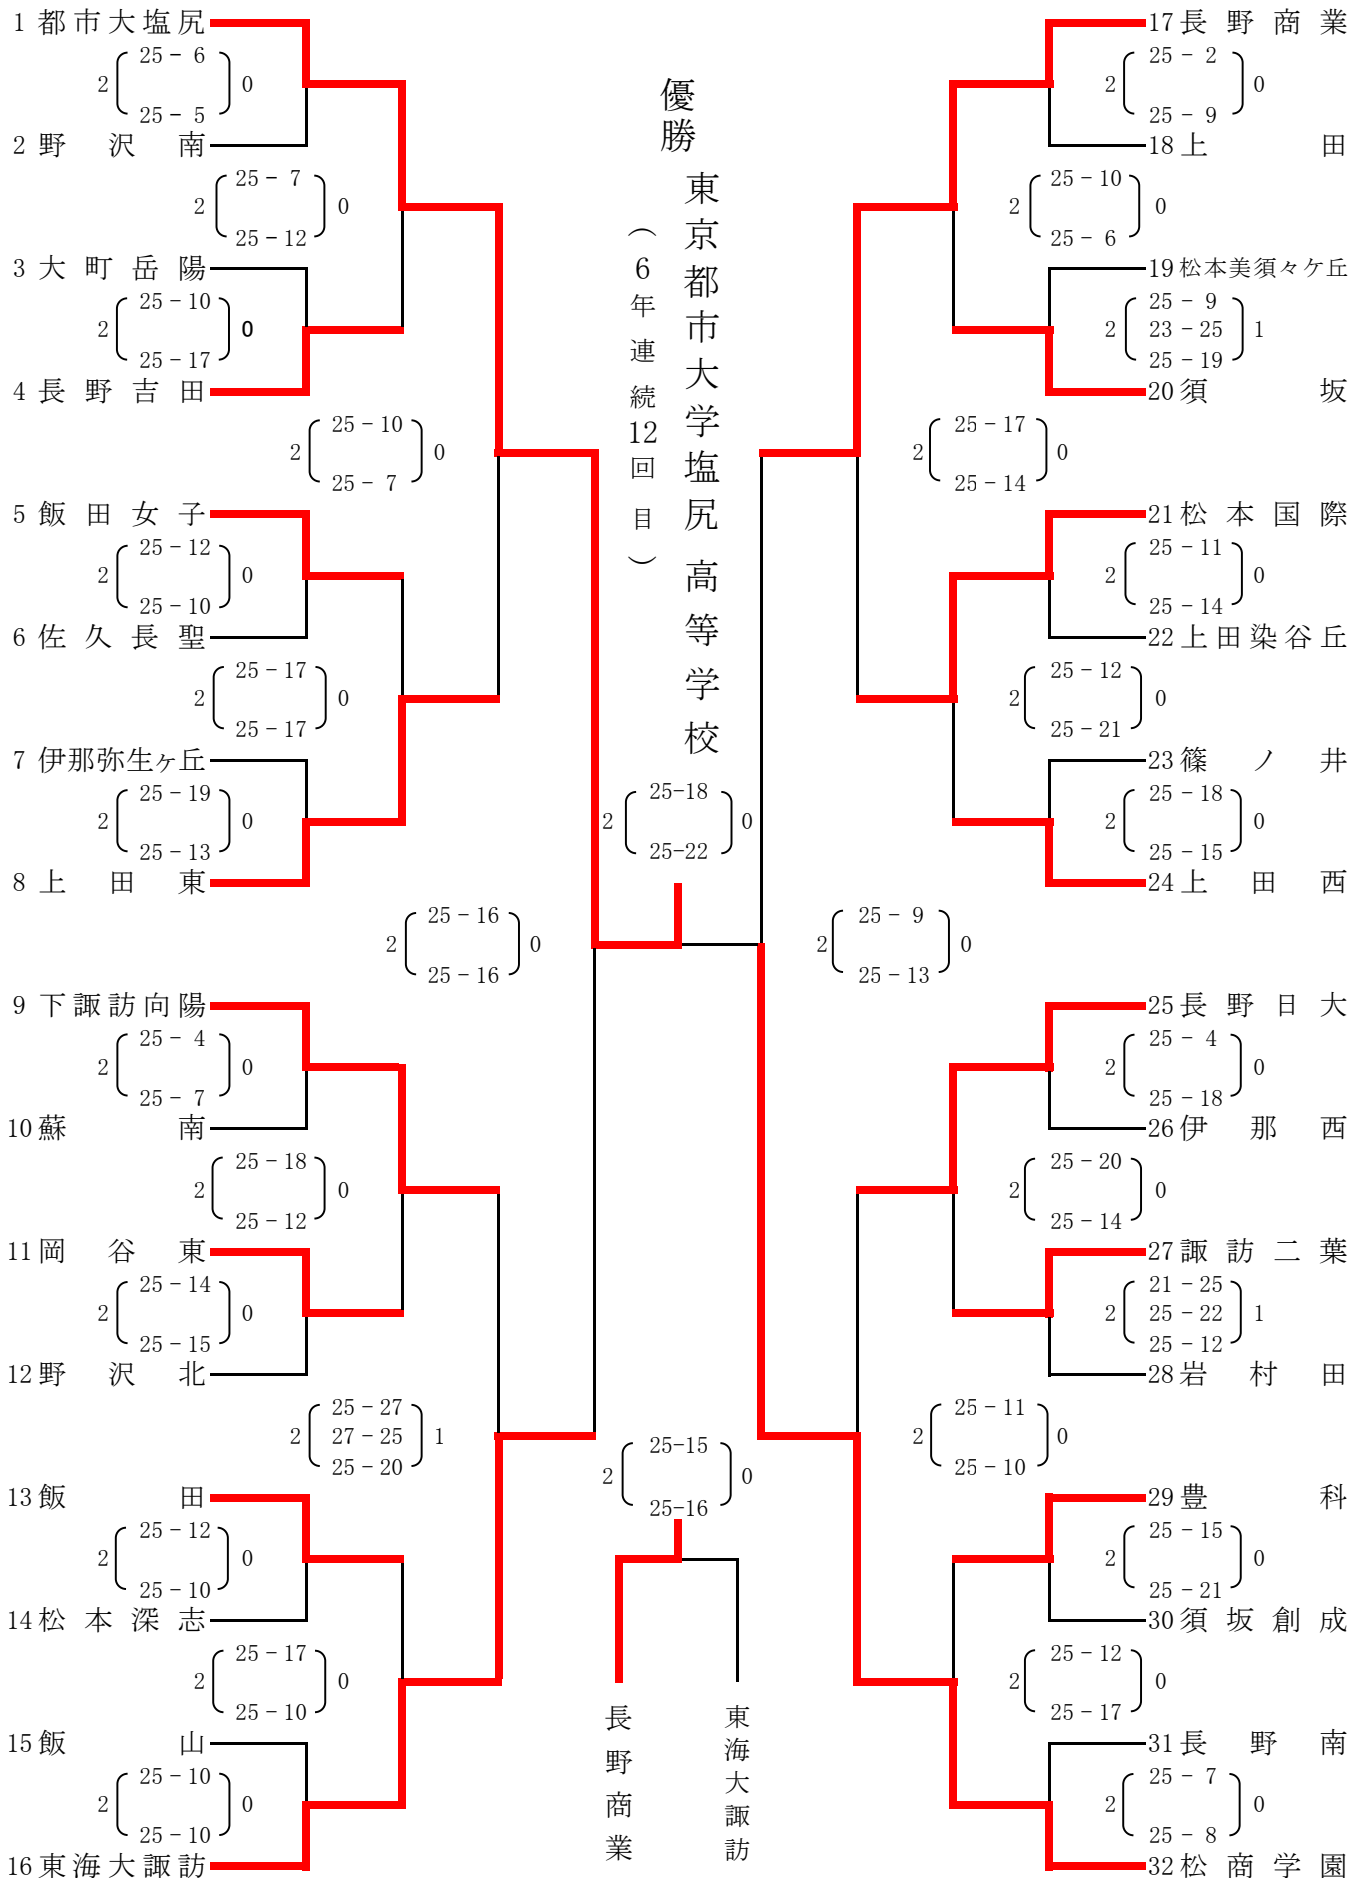 1 都市大塩尻
2 ( 25－ 6 25－ 5 ) 0
2 野沢南
2 ( 25－ 7 25－12 ) 0
3 大町岳陽
2 ( 25－10 25－17 ) 0
4 長野吉田
2 ( 25－10 25－ 7 ) 0
5 飯田女子
2 ( 25－12 25－10 ) 0
6 佐久長聖
2 ( 25－17 25－17 ) 0
7 伊那弥生ヶ丘
2 ( 25－19 25－13 ) 0
8 上田東
2 ( 25－16 25－16 ) 0
9 下諏訪向陽
2 ( 25－ 4 25－ 7 ) 0
10 蘇南
2 ( 25－18 25－12 ) 0
11 岡谷東
2 ( 25－14 25－15 ) 0
12 野沢北
2 ( 25－27 27－25 25－20 ) 1
13 飯田
2 ( 25－12 25－10 ) 0
14 松本深志
2 ( 25－17 25－10 ) 0
15 飯山
2 ( 25－10 25－10 ) 0
16 東海大諏訪
優勝
東京都市大学塩尻高等学校
（6年連続12回目）
2 ( 25-18 25-22 ) 0
2 ( 25-15 25-16 ) 0
長野商業
東海大諏訪
17 長野商業
2 ( 25－ 2 25－ 9 ) 0
18 上田
2 ( 25－10 25－ 6 ) 0
19 松本美須々ケ丘
2 ( 25－ 9 23－25 25－19 ) 1
20 須坂
2 ( 25－17 25－14 ) 0
21 松本国際
2 ( 25－11 25－14 ) 0
22 上田染谷丘
2 ( 25－12 25－21 ) 0
23 篠ノ井
2 ( 25－18 25－15 ) 0
24 上田西
2 ( 25－ 9 25－13 ) 0
25 長野日大
2 ( 25－ 4 25－18 ) 0
26 伊那西
2 ( 25－20 25－14 ) 0
27 諏訪二葉
2 ( 21－25 25－22 25－12 ) 1
28 岩村田
2 ( 25－11 25－10 ) 0
29 豊科
2 ( 25－15 25－21 ) 0
30 須坂創成
2 ( 25－12 25－17 ) 0
31 長野南
2 ( 25－ 7 25－ 8 ) 0
32 松商学園